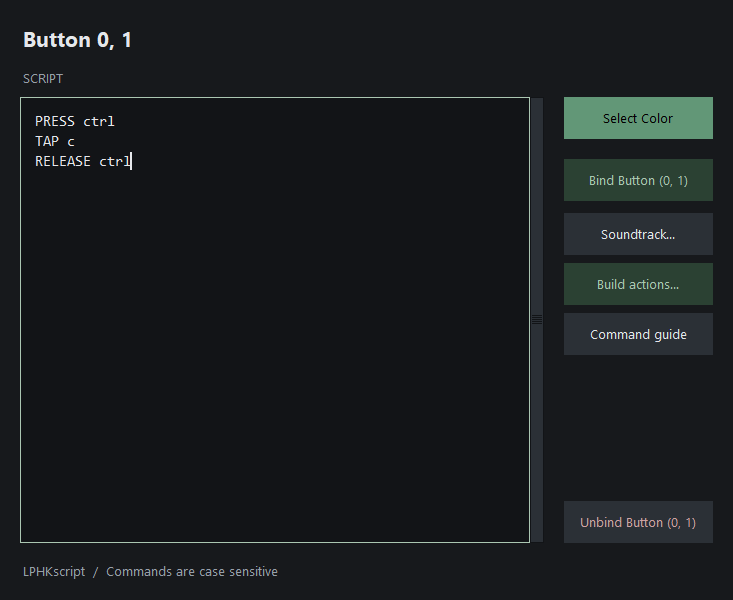 Button 0, 1
SCRIPT
PRESS ctrl
TAP c
RELEASE ctrl
Select Color
Bind Button (0, 1)
Soundtrack...
Build actions...
Command guide
Unbind Button (0, 1)
LPHKscript / Commands are case sensitive